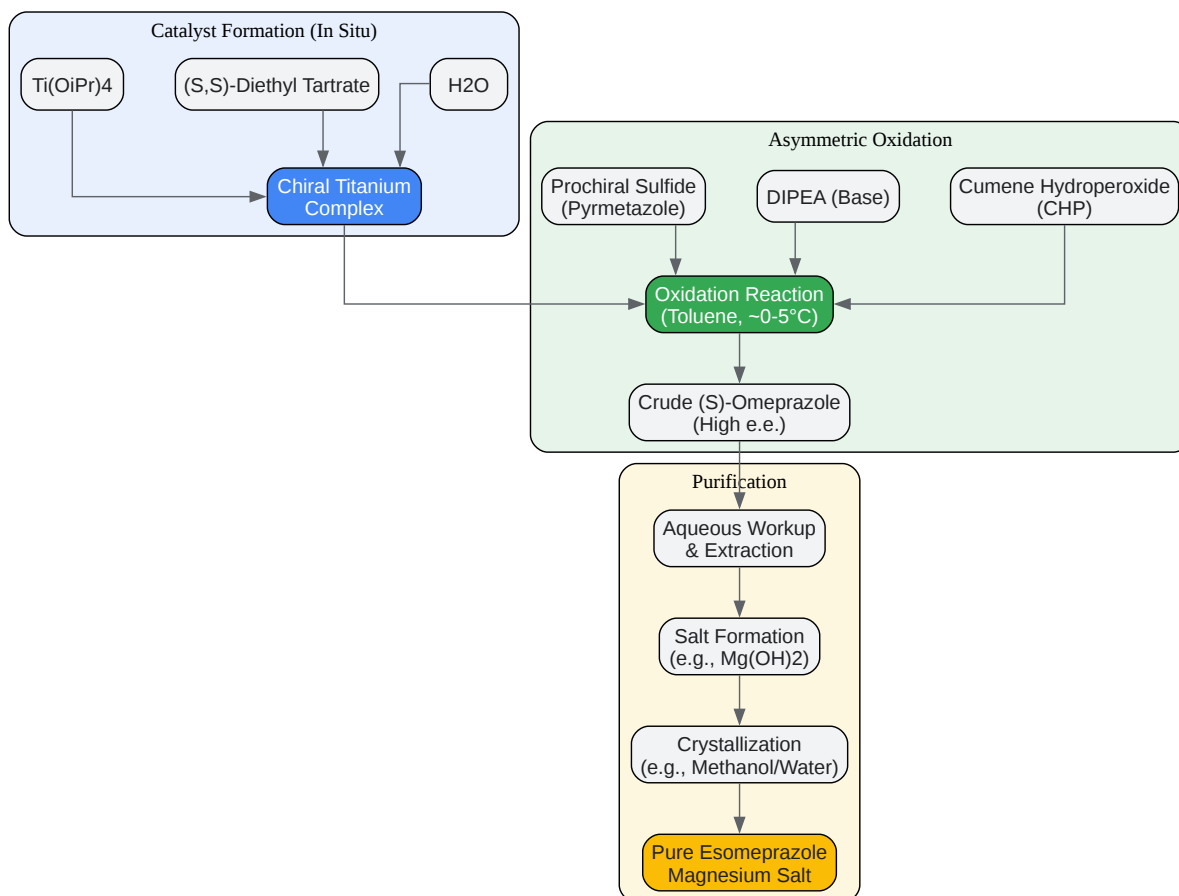 Catalyst Formation (In Situ)
Ti(OiPr)4
(S,S)-Diethyl Tartrate
H2O
Chiral Titanium
Complex
Asymmetric Oxidation
Prochiral Sulfide
(Pyrmetazole)
DIPEA (Base)
Cumene Hydroperoxide
(CHP)
Oxidation Reaction
(Toluene, ~0-5°C)
Crude (S)-Omeprazole
(High e.e.)
Purification
Aqueous Workup
& Extraction
Salt Formation
(e.g., Mg(OH)2)
Crystallization
(e.g., Methanol/Water)
Pure Esomeprazole
Magnesium Salt